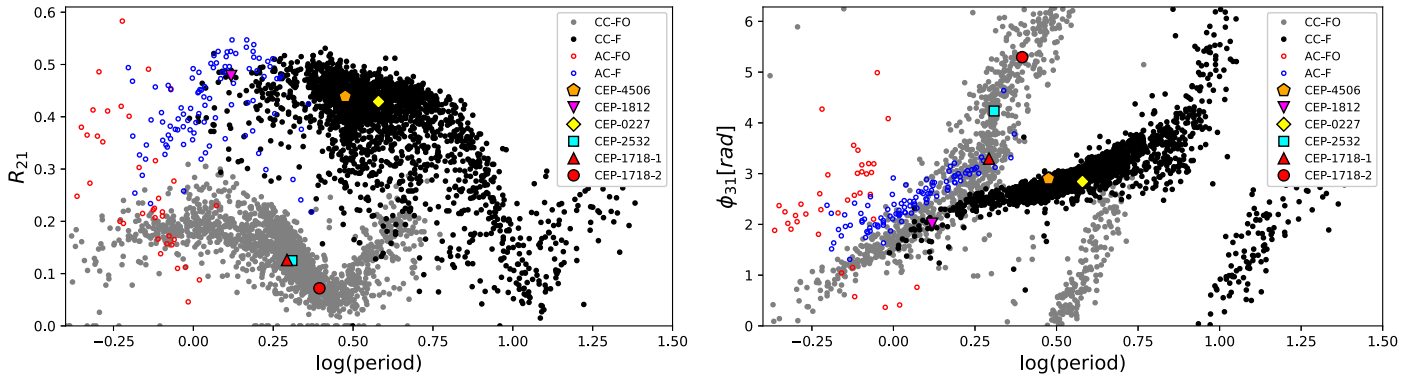 0.6
0.5
0.4
0.3
0.2
0.1
0.0
R21
−0.25 0.00 0.25 0.50 0.75 1.00 1.25 1.50
log(period)
CC-FO
CC-F
AC-FO
AC-F
CEP-4506
CEP-1812
CEP-0227
CEP-2532
CEP-1718-1
CEP-1718-2
6
5
4
3
2
1
0
ϕ31[rad]
−0.25 0.00 0.25 0.50 0.75 1.00 1.25 1.50
log(period)
CC-FO
CC-F
AC-FO
AC-F
CEP-4506
CEP-1812
CEP-0227
CEP-2532
CEP-1718-1
CEP-1718-2